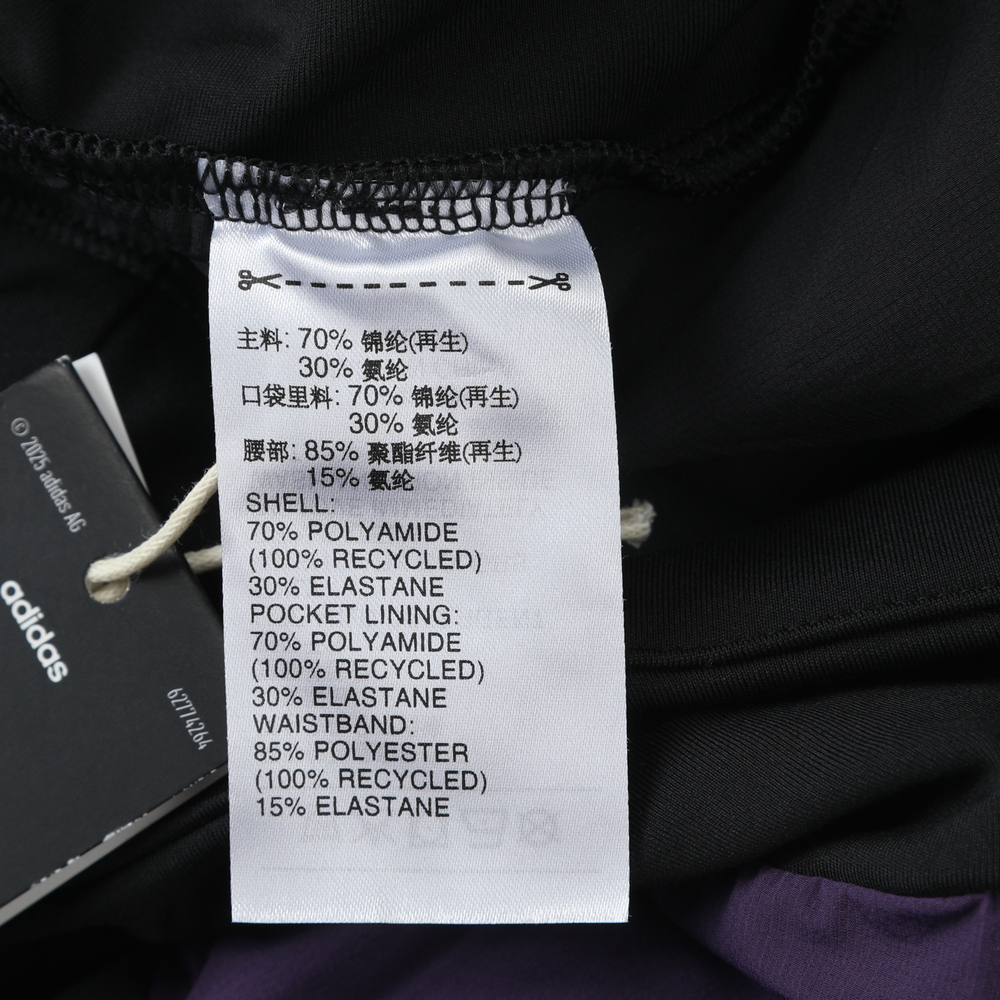 主料: 70% 锦纶(再生)
30% 氨纶
口袋里料: 70% 锦纶(再生)
30% 氨纶
腰部: 85% 聚酯纤维(再生)
15% 氨纶
SHELL:
70% POLYAMIDE
(100% RECYCLED)
30% ELASTANE
POCKET LINING:
70% POLYAMIDE
(100% RECYCLED)
30% ELASTANE
WAISTBAND:
85% POLYESTER
(100% RECYCLED)
15% ELASTANE
© 2025 adidas AG
adidas
62774264